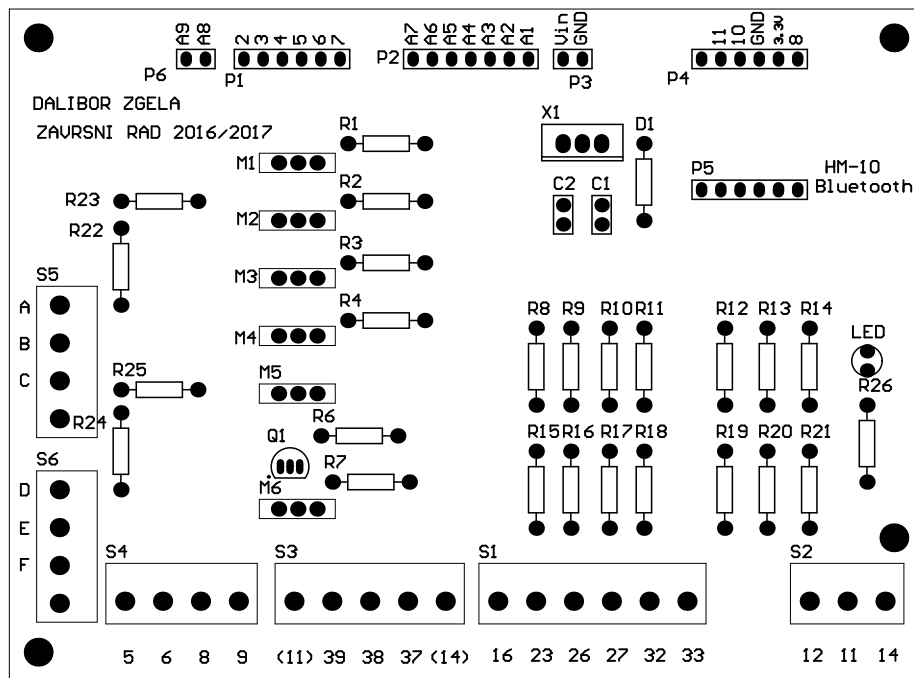 A9 A8 2 3 4 5 6 7 A7 A6 A5 A4 A3 A2 A1 Vin GND 11 10 GND 3.3V 8
P6 P1 P2 P3 P4
DALIBOR ZGELA
ZAVRSNI RAD 2016/2017
R1 X1 D1
M1
P5 HM-10
Bluetooth
R23 R2 C2 C1
M2
R22
R3
S5 M3
A R4 R8 R9 R10 R11 R12 R13 R14
B M4 LED
C R25 M5 R26
R24 R6
Q1 R15 R16 R17 R18 R19 R20 R21
S6 R7
D M6
E
F S4 S3 S1 S2
5 6 8 9 (11) 39 38 37 (14) 16 23 26 27 32 33 12 11 14